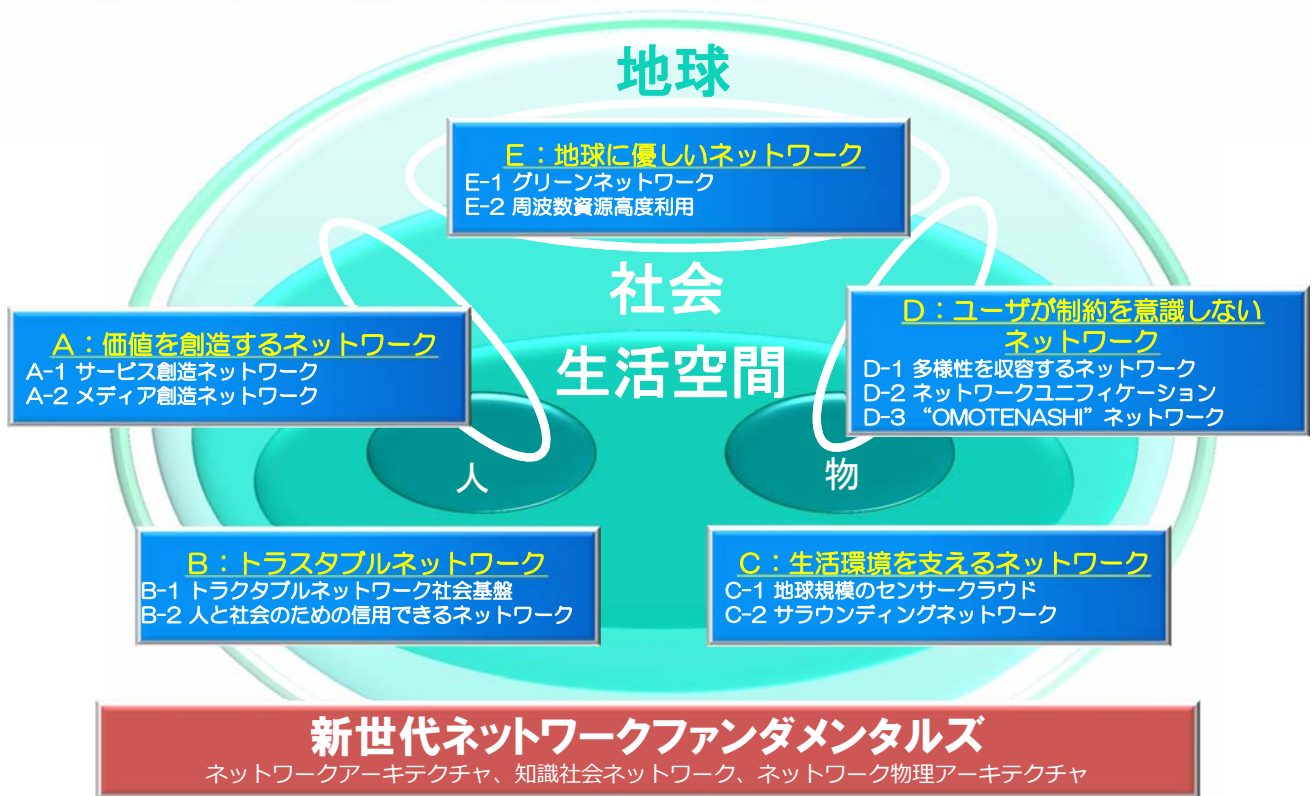 地球
E：地球に優しいネットワーク
E-1 グリーンネットワーク
E-2 周波数資源高度利用
社会
生活空間
A：価値を創造するネットワーク
A-1 サービス創造ネットワーク
A-2 メディア創造ネットワーク
D：ユーザが制約を意識しない
ネットワーク
D-1 多様性を収容するネットワーク
D-2 ネットワークユニフィケーション
D-3 “OMOTENASHI”ネットワーク
人
物
B：トラスタブルネットワーク
B-1 トラクタブルネットワーク社会基盤
B-2 人と社会のための信用できるネットワーク
C：生活環境を支えるネットワーク
C-1 地球規模のセンサークラウド
C-2 サラウンディングネットワーク
新世代ネットワークファンダメンタルズ
ネットワークアーキテクチャ、知識社会ネットワーク、ネットワーク物理アーキテクチャ